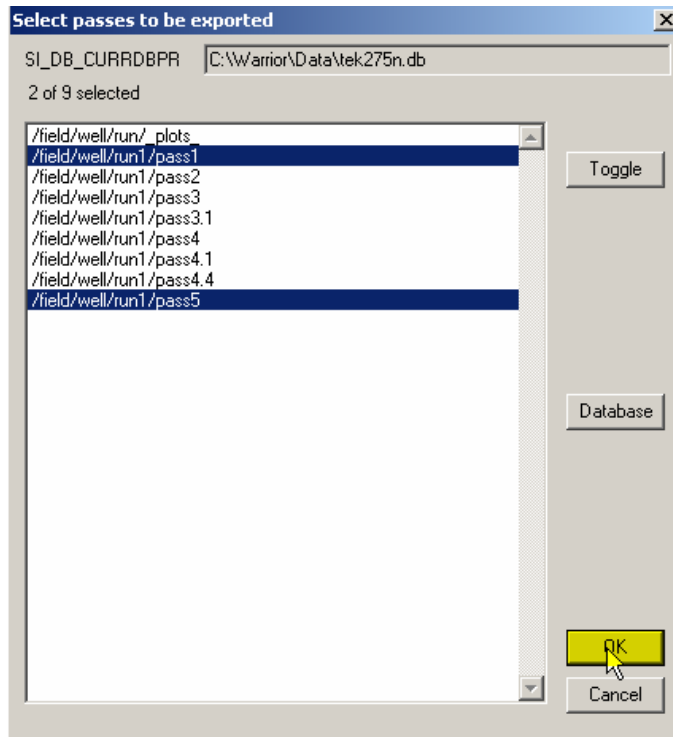 Select passes to be exported
SI_DB_CURRDBPR C:\Warrior\Data\tek275n.db
2 of 9 selected
/field/well/run/_plots_
/field/well/run1/pass1
/field/well/run1/pass2
/field/well/run1/pass3
/field/well/run1/pass3.1
/field/well/run1/pass4
/field/well/run1/pass4.1
/field/well/run1/pass4.4
/field/well/run1/pass5
Toggle
Database
OK
Cancel